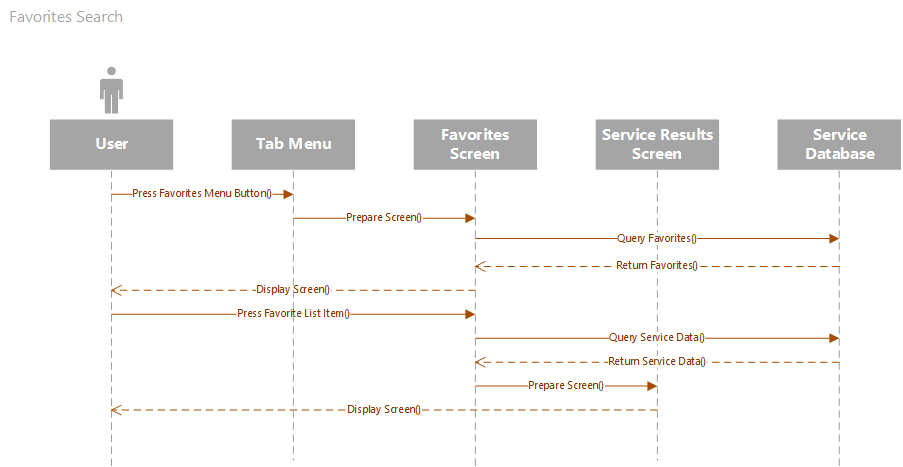 Favorites Search
User
Tab Menu
Favorites
Screen
Service Results
Screen
Service
Database
Press Favorites Menu Button()
Prepare Screen()
Query Favorites()
Return Favorites()
Display Screen()
Press Favorite List Item()
Query Service Data()
Return Service Data()
Prepare Screen()
Display Screen()